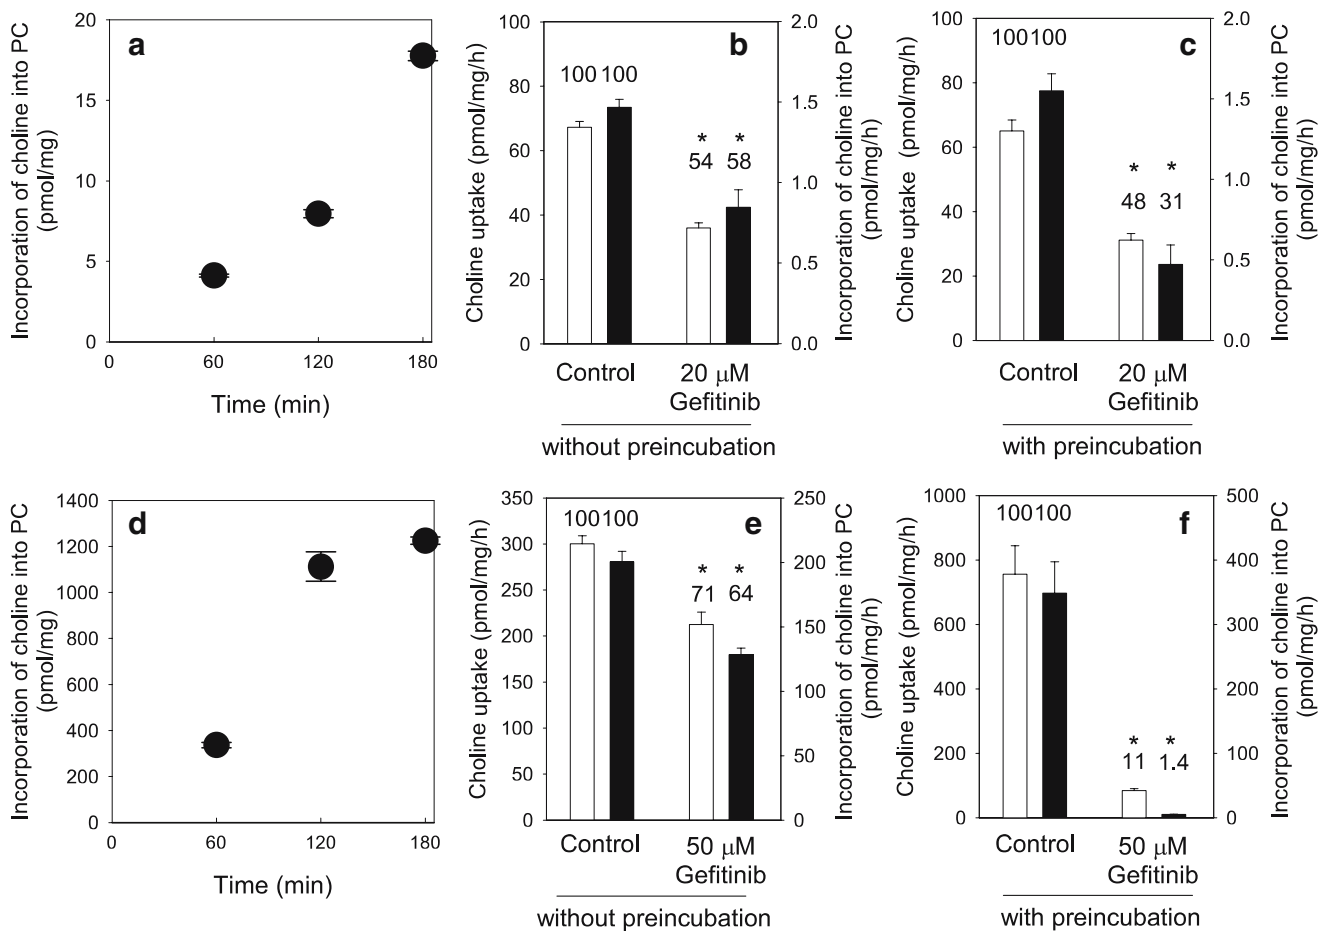 a
Incorporation of choline into PC
(pmol/mg)
20
15
10
5
0
0
60
120
180
Time (min)
b
Choline uptake (pmol/mg/h)
100
80
60
40
20
0
100 100
* *
54 58
2.0
1.5
1.0
0.5
0.0
Incorporation of choline into PC
(pmol/mg/h)
Control
20 μM
Gefitinib
without preincubation
c
Choline uptake (pmol/mg/h)
100
80
60
40
20
0
100 100
* *
48 31
2.0
1.5
1.0
0.5
0.0
Incorporation of choline into PC
(pmol/mg/h)
Control
20 μM
Gefitinib
with preincubation
d
Incorporation of choline into PC
(pmol/mg)
1400
1200
1000
800
600
400
200
0
0
60
120
180
Time (min)
e
Choline uptake (pmol/mg/h)
350
300
250
200
150
100
50
0
100 100
* *
71 64
250
200
150
100
50
0
Incorporation of choline into PC
(pmol/mg/h)
Control
50 μM
Gefitinib
without preincubation
f
Choline uptake (pmol/mg/h)
1000
800
600
400
200
0
100 100
* *
11 1.4
500
400
300
200
100
0
Incorporation of choline into PC
(pmol/mg/h)
Control
50 μM
Gefitinib
with preincubation